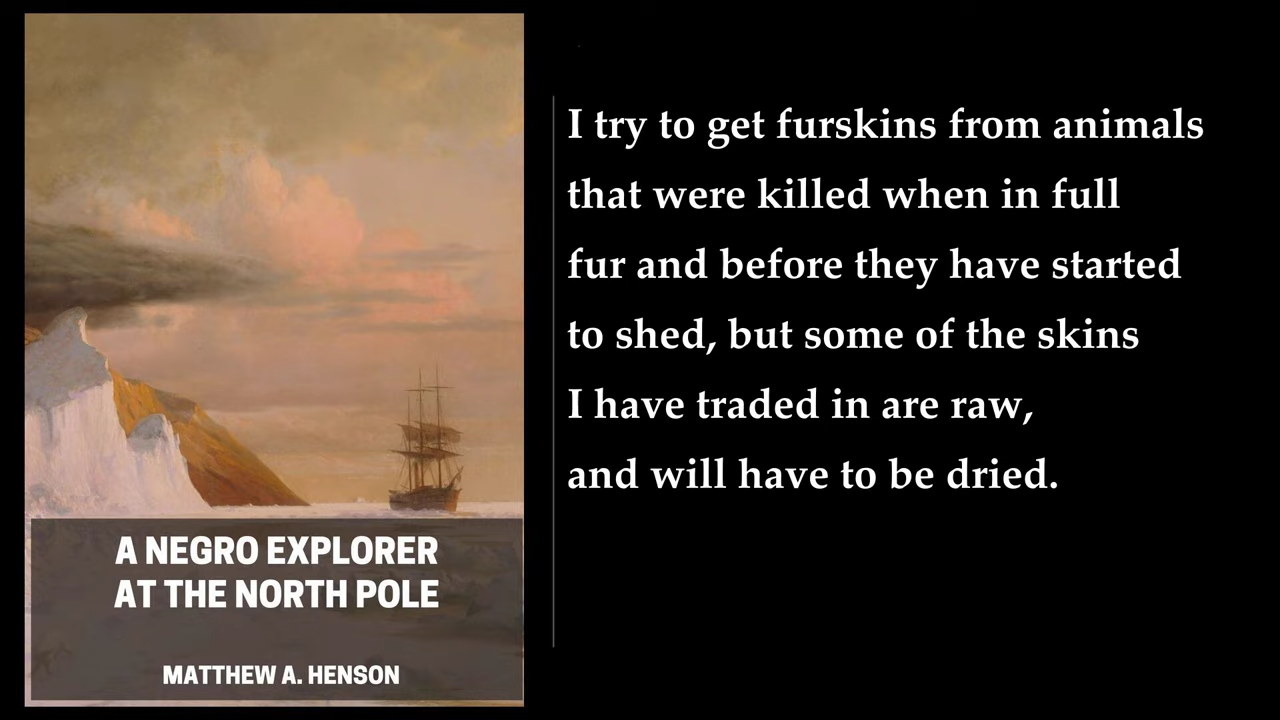 A NEGRO EXPLORER
AT THE NORTH POLE
MATTHEW A. HENSON
I try to get furskins from animals
that were killed when in full
fur and before they have started
to shed, but some of the skins
I have traded in are raw,
and will have to be dried.